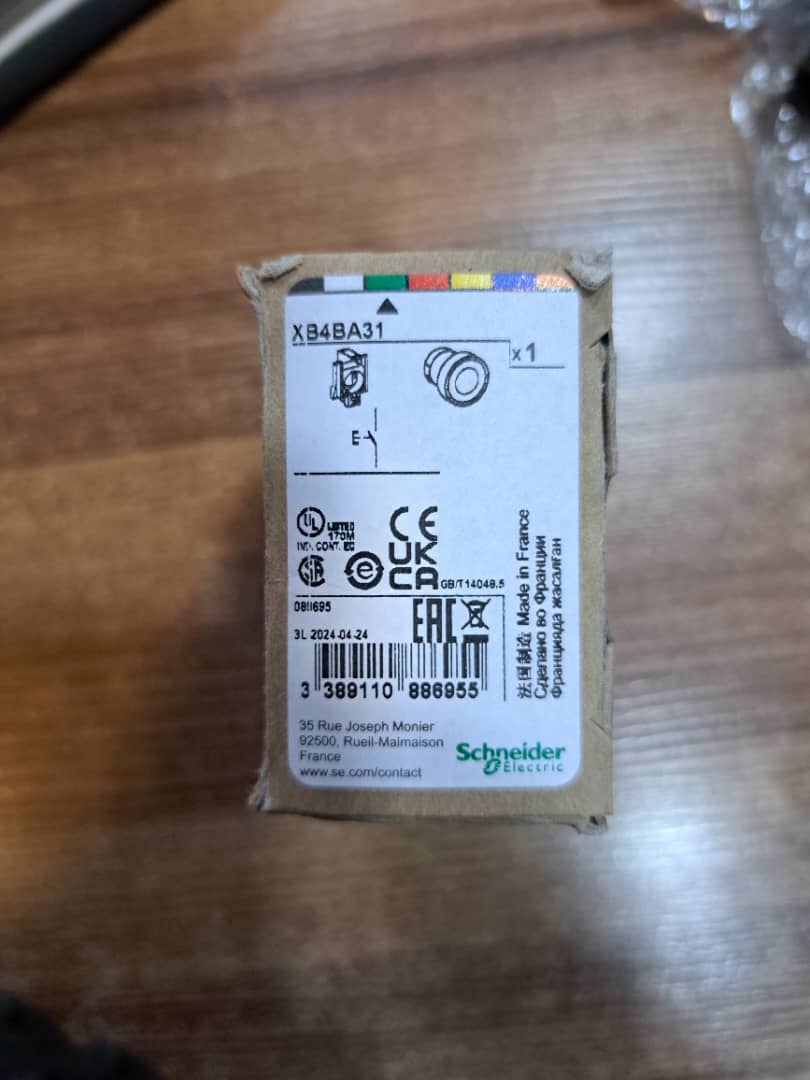 XB4BA31
x1
E
UL LISTED
170M
IND. CONT. EQ
CE
UK
CA
GB/T14048.5
EAC
3L 2024-04-24
3 389110 886955
法国制造 Made in France
Сделано во Франции
Францияда жасалған
35 Rue Joseph Monier
92500, Rueil-Malmaison
France
www.se.com/contact
Schneider
Electric